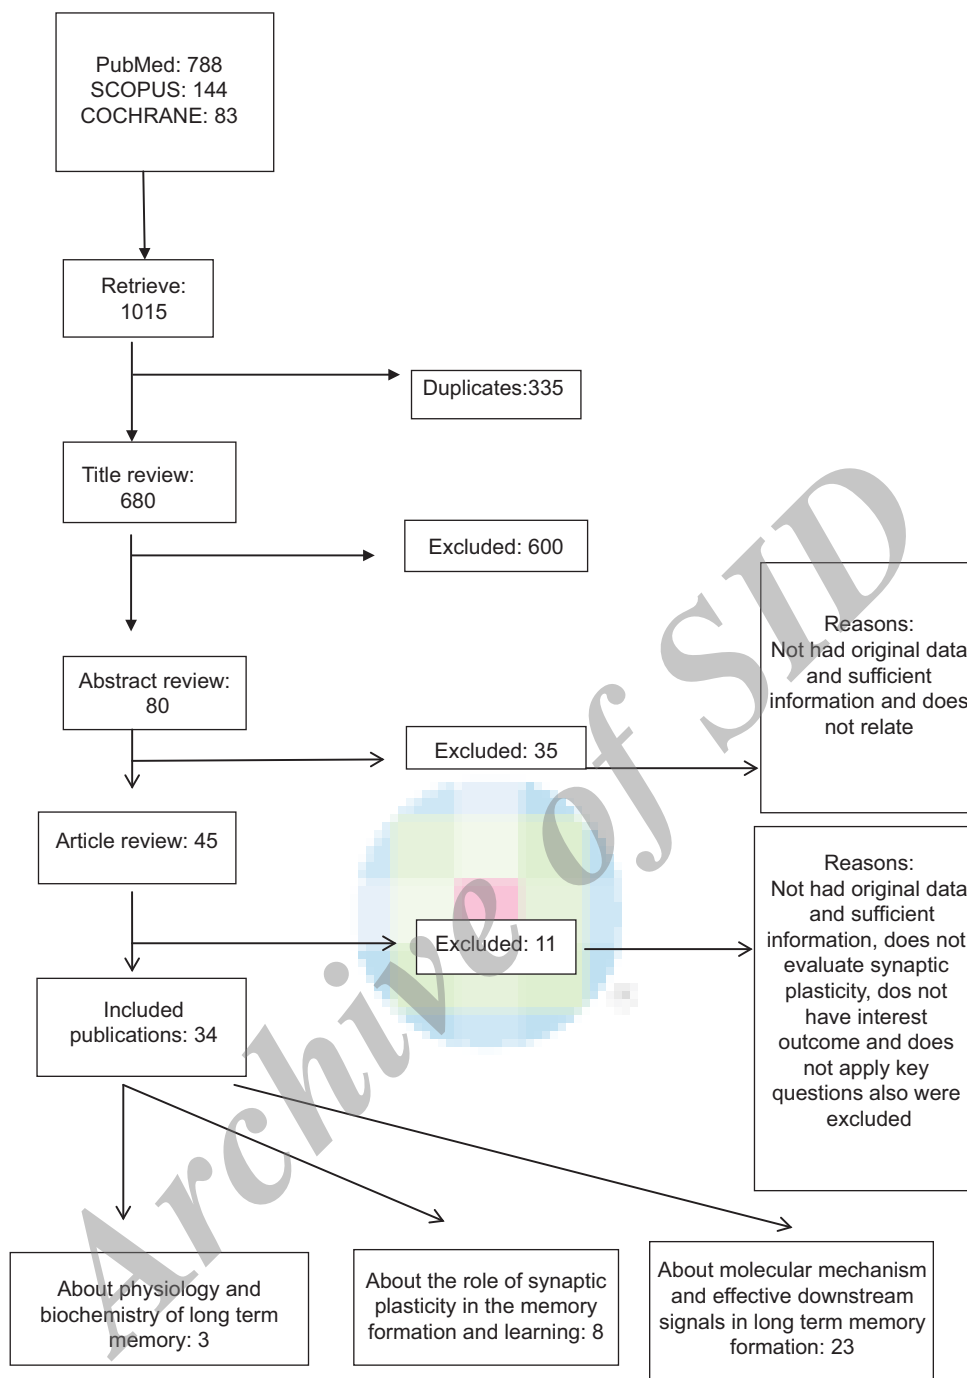 PubMed: 788
SCOPUS: 144
COCHRANE: 83
Retrieve:
1015
Duplicates:335
Title review:
680
Excluded: 600
Abstract review:
80
Excluded: 35
Reasons:
Not had original data
and sufficient
information and does
not relate
Article review: 45
Excluded: 11
Reasons:
Not had original data
and sufficient
information, does not
evaluate synaptic
plasticity, dos not
have interest
outcome and does
not apply key
questions also were
excluded
Included
publications: 34
About physiology and
biochemistry of long term
memory: 3
About the role of synaptic
plasticity in the memory
formation and learning: 8
About molecular mechanism
and effective downstream
signals in long term memory
formation: 23
Archive of SID